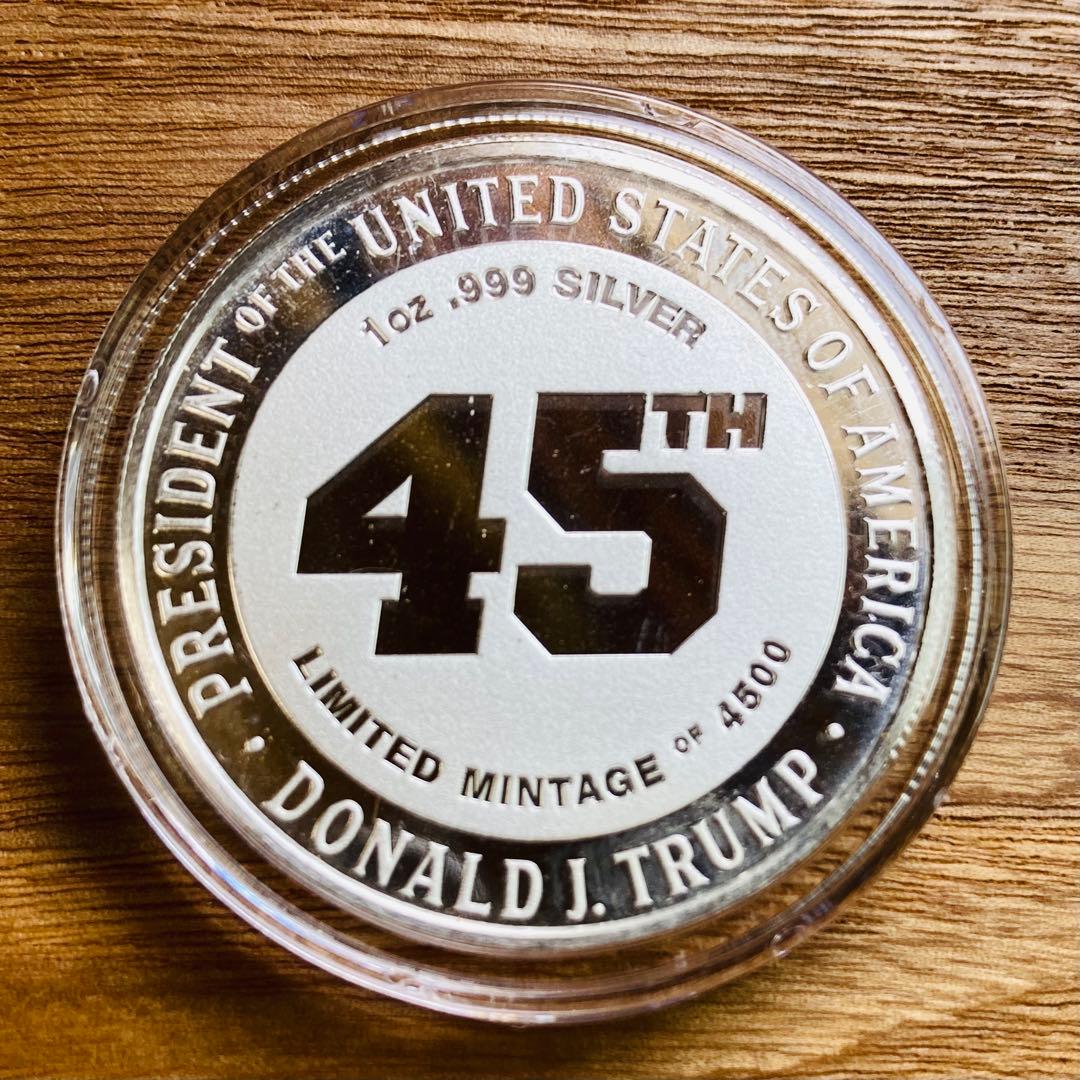 PRESIDENT OF THE UNITED STATES OF AMERICA
1oz .999 SILVER
45TH
LIMITED MINTAGE OF 4500
• DONALD J. TRUMP •